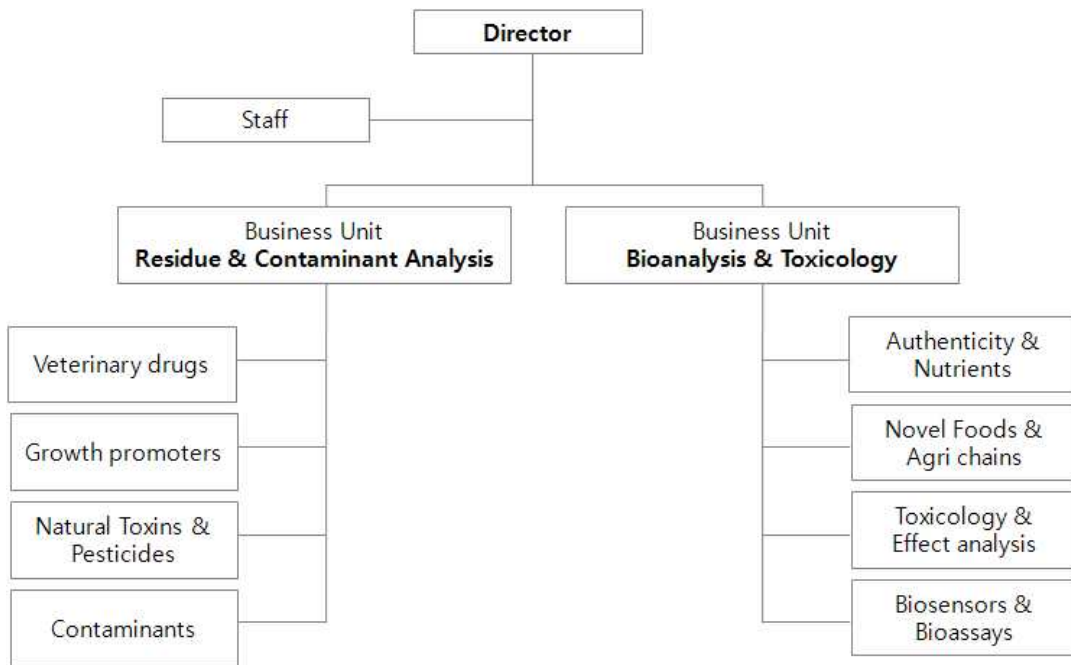 Director
Staff
Business Unit
Residue & Contaminant Analysis
Business Unit
Bioanalysis & Toxicology
Veterinary drugs
Growth promoters
Natural Toxins &
Pesticides
Contaminants
Authenticity &
Nutrients
Novel Foods &
Agri chains
Toxicology &
Effect analysis
Biosensors &
Bioassays